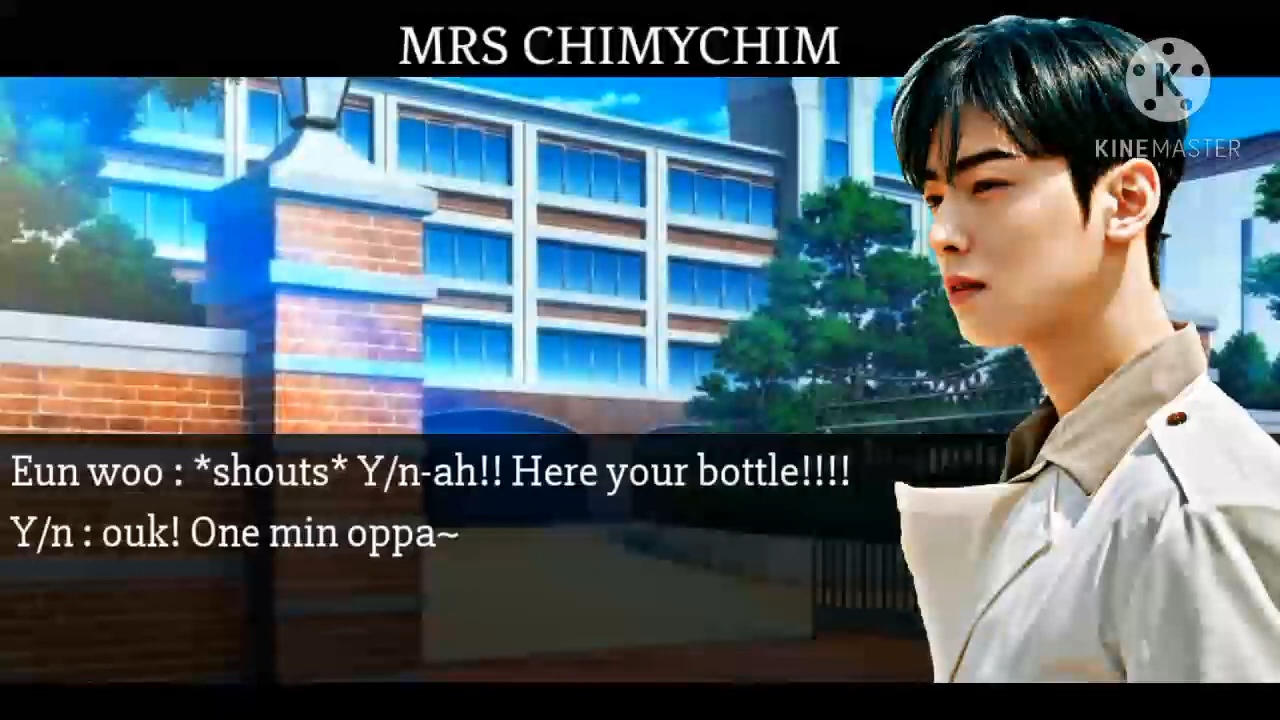 MRS CHIMYCHIM
K
KINEMASTER
Eun woo : *shouts* Y/n-ah!! Here your bottle!!!!
Y/n : ouk! One min oppa~